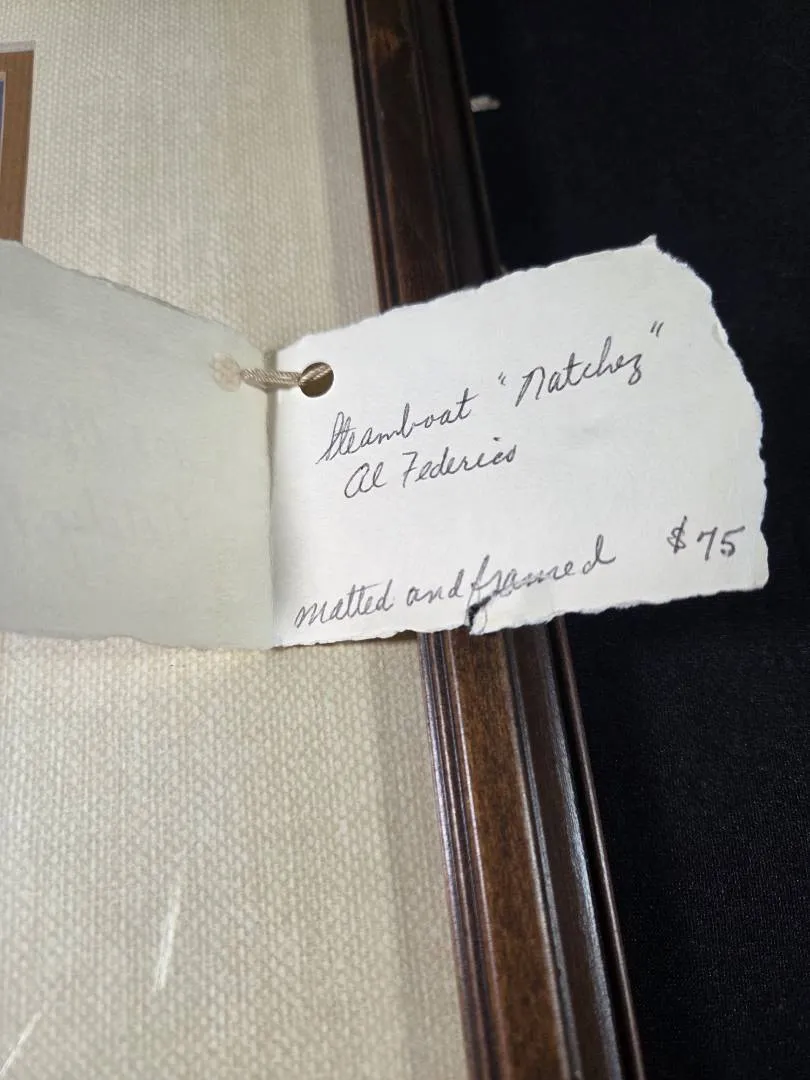 Steamboat "Natchez"
Al Federico
matted and framed $75